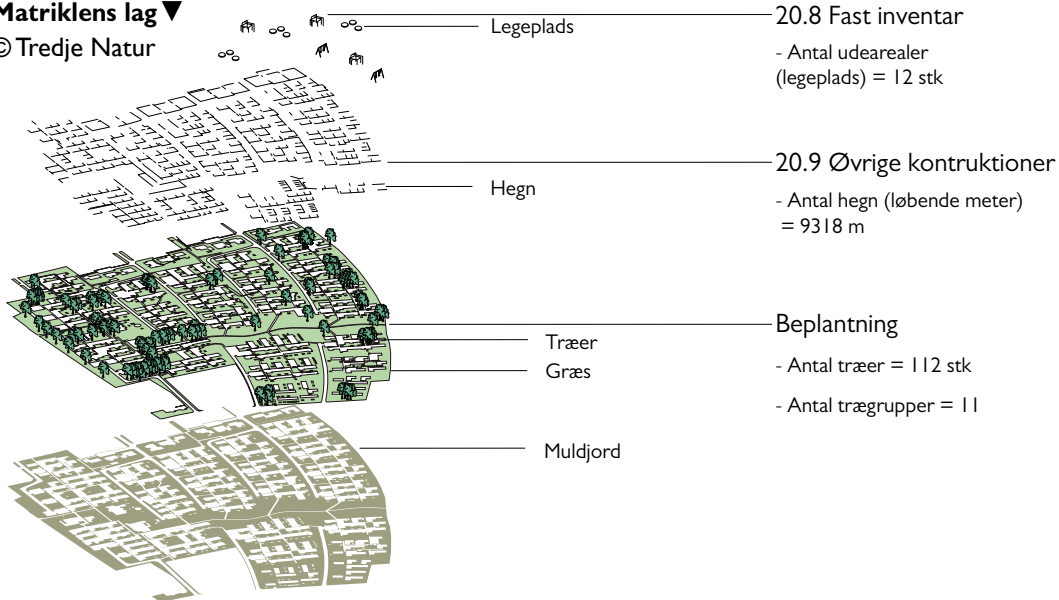 Matriklens lag ▼
© Tredje Natur
Legeplads
20.8 Fast inventar
- Antal udearealer
(legeplads) = 12 stk
20.9 Øvrige kontruktioner
Hegn
- Antal hegn (løbende meter)
= 9318 m
Beplantning
Træer
Græs
- Antal træer = 112 stk
- Antal trægrupper = 11
Muldjord